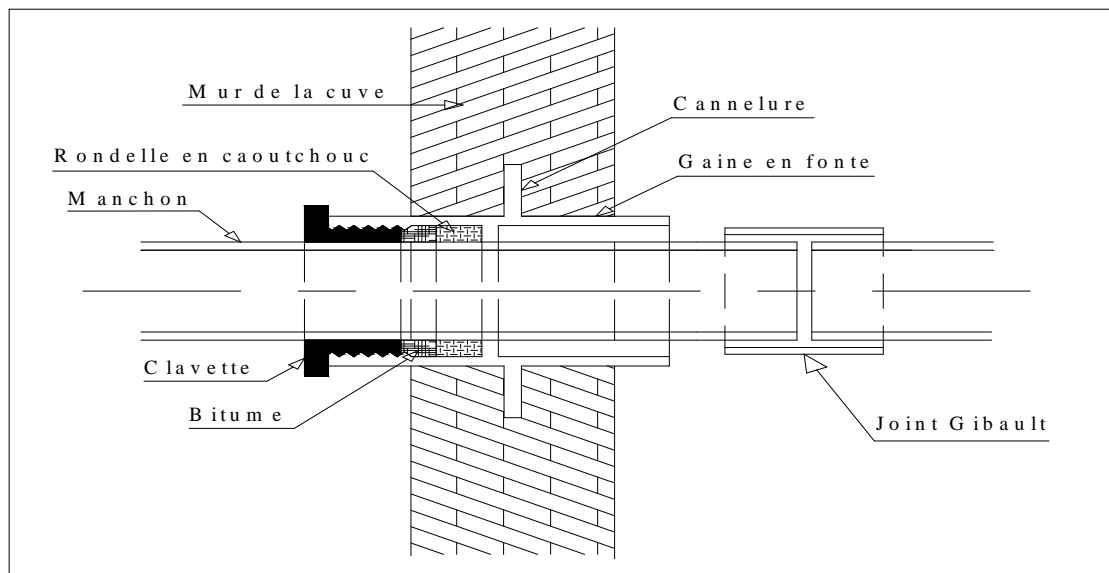 Mur de la cuve
Cannelure
Rondelle en caoutchouc
Gaine en fonte
Manchon
Clavette
Bitume
Joint Gibault